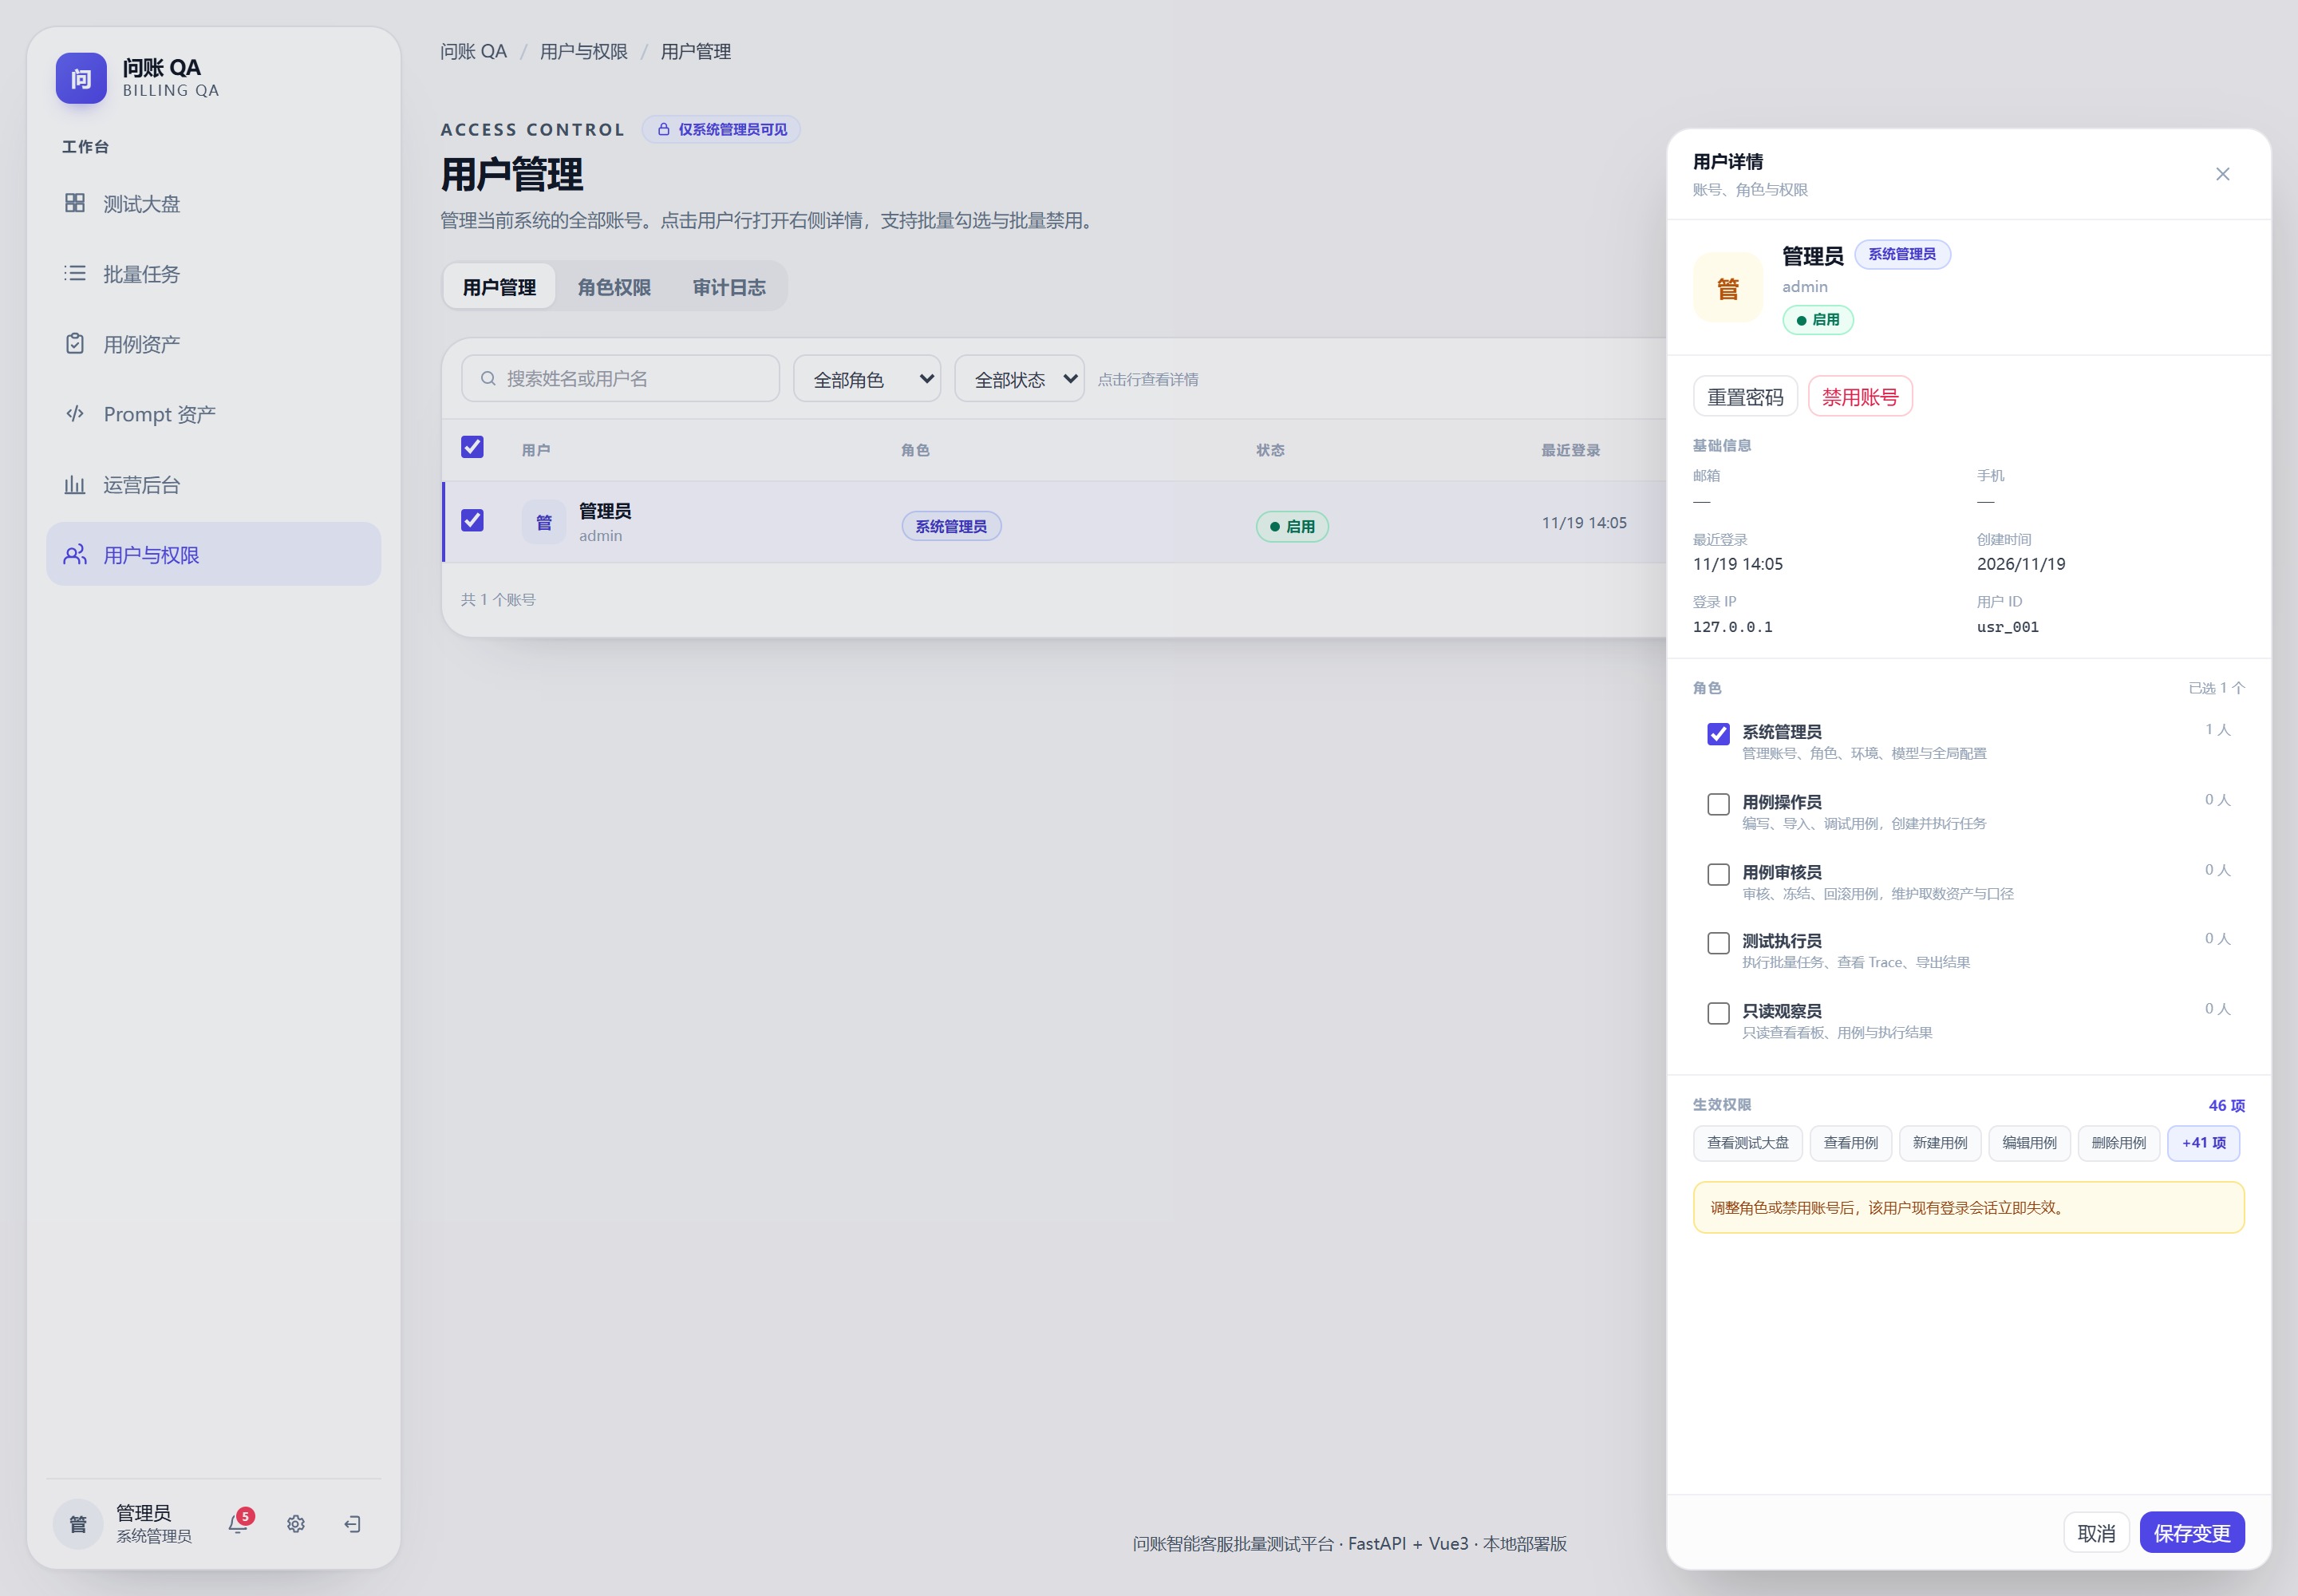 问
问账 QA
BILLING QA
工作台
测试大盘
批量任务
用例资产
Prompt 资产
运营后台
用户与权限
管
管理员
系统管理员
5
问账 QA / 用户与权限 / 用户管理
ACCESS CONTROL
仅系统管理员可见
用户管理
管理当前系统的全部账号。点击用户行打开右侧详情，支持批量勾选与批量禁用。
用户管理 角色权限 审计日志
搜索姓名或用户名 全部角色 全部状态 点击行查看详情
用户 角色 状态 最近登录
管 管理员 系统管理员 启用 11/19 14:05
admin
共 1 个账号
问账智能客服批量测试平台 · FastAPI + Vue3 · 本地部署版
用户详情
账号、角色与权限
管
管理员 系统管理员
admin
启用
重置密码 禁用账号
基础信息
邮箱 手机
— —
最近登录 创建时间
11/19 14:05 2026/11/19
登录 IP 用户 ID
127.0.0.1 usr_001
角色 已选 1 个
系统管理员 1 人
管理账号、角色、环境、模型与全局配置
用例操作员 0 人
编写、导入、调试用例，创建并执行任务
用例审核员 0 人
审核、冻结、回滚用例，维护取数资产与口径
测试执行员 0 人
执行批量任务、查看 Trace、导出结果
只读观察员 0 人
只读查看看板、用例与执行结果
生效权限 46 项
查看测试大盘 查看用例 新建用例 编辑用例 删除用例 +41 项
调整角色或禁用账号后，该用户现有登录会话立即失效。
取消 保存变更